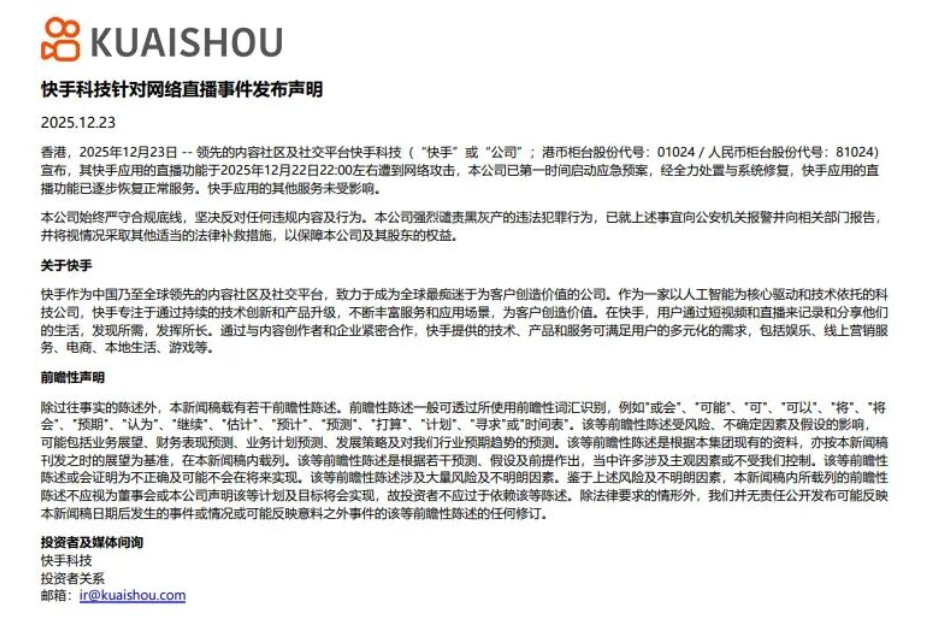 KUAISHOU
快手科技针对网络直播事件发布声明
2025.12.23
香港，2025年12月23日 -- 领先的内容社区及社交平台快手科技（“快手”或“公司”；港币柜台股份代号：01024 / 人民币柜台股份代号：81024）
宣布，其快手应用的直播功能于2025年12月22日22:00左右遭到网络攻击，本公司已第一时间启动应急预案，经全力处置与系统修复，快手应用的直
播功能已逐步恢复正常服务。快手应用的其他服务未受影响。
本公司始终严守合规底线，坚决反对任何违规内容及行为。本公司强烈谴责黑灰产的违法犯罪行为，已就上述事宜向公安机关报警并向相关部门报告，
并将视情况采取其他适当的法律补救措施，以保障本公司及其股东的权益。
关于快手
快手作为中国乃至全球领先的内容社区及社交平台，致力于成为全球最痴迷于为客户创造价值的公司。作为一家以人工智能为核心驱动和技术依托的科
技公司，快手专注于通过持续的技术创新和产品升级，不断丰富服务和应用场景，为客户创造价值。在快手，用户通过短视频和直播来记录和分享他们
的生活，发现所需，发挥所长。通过与内容创作者和企业紧密合作，快手提供的技术、产品和服务可满足用户的多元化的需求，包括娱乐、线上营销服
务、电商、本地生活、游戏等。
前瞻性声明
除过往事实的陈述外，本新闻稿载有若干前瞻性陈述。前瞻性陈述一般可透过所使用前瞻性词汇识别，例如"或会"、"可能"、"可"、"可以"、"将"、"将
会"、"预期"、"认为"、"继续"、"估计"、"预计"、"预测"、"打算"、"计划"、"寻求"或"时间表"。该等前瞻性陈述受风险、不确定因素及假设的影响，
可能包括业务展望、财务表现预测、业务计划预测、发展策略及对我们行业预期趋势的预测。该等前瞻性陈述是根据本集团现有的资料，亦按本新闻稿
刊发之时的展望为基准，在本新闻稿内载列。该等前瞻性陈述是根据若干预测、假设及前提作出，当中许多涉及主观因素或不受我们控制。该等前瞻性
陈述或会证明为不正确及可能不会在将来实现。该等前瞻性陈述涉及大量风险及不明朗因素。鉴于上述风险及不明朗因素，本新闻稿内所载列的前瞻性
陈述不应视为董事会或本公司声明该等计划及目标将会实现，故投资者不应过于依赖该等陈述。除法律要求的情形外，我们并无责任公开发布可能反映
本新闻稿日期后发生的事件或情况或可能反映意料之外事件的该等前瞻性陈述的任何修订。
投资者及媒体问询
快手科技
投资者关系
邮箱：ir@kuaishou.com